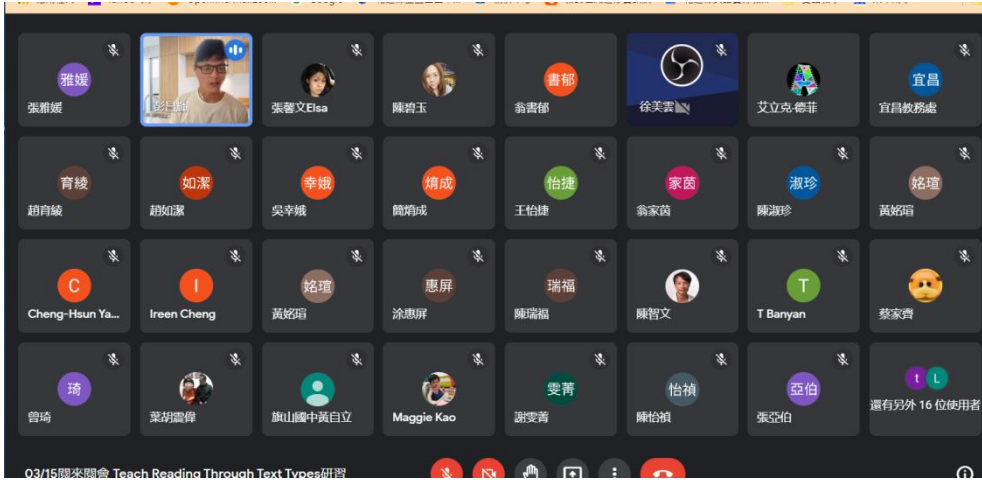 雅媛
張雅媛
張馨文Elsa
陳碧玉
書郁
翁書郁
徐美雲
艾立克-德菲
宜昌
宜昌教務處
育綾
趙育綾
如潔
趙如潔
幸娥
吳幸娥
焴成
簡焴成
怡捷
王怡捷
家茵
翁家茵
淑珍
陳淑珍
姳瑄
黃姳瑄
C
Cheng-Hsun Ya...
I
Ireen Cheng
姳瑄
黃姳瑄
惠屏
涂惠屏
瑞福
陳瑞福
陳智文
T
T Banyan
蔡家齊
琦
曾琦
葉胡震偉
旗山國中黃自立
Maggie Kao
雯菁
謝雯菁
怡禎
陳怡禎
亞伯
張亞伯
t L
還有另外 16 位使用者
03/15關來關會 Teach Reading Through Text Types研習